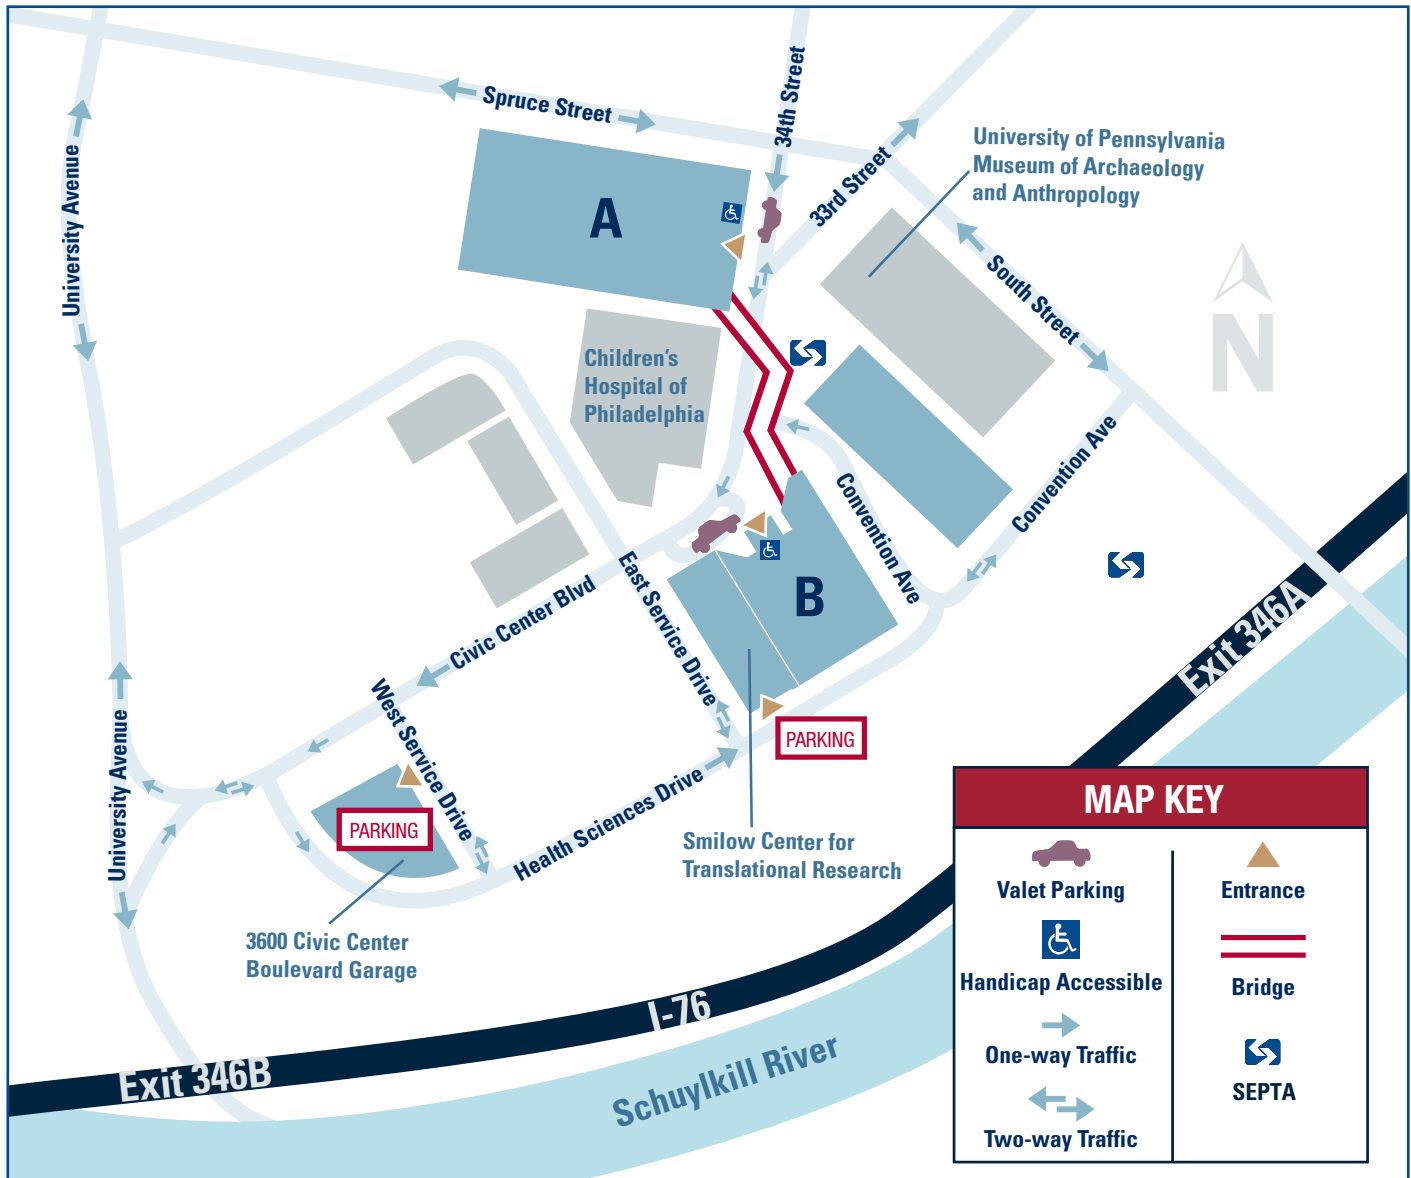 Spruce Street
34th Street
33rd Street
University of Pennsylvania
Museum of Archaeology
and Anthropology
University Avenue
A
South Street
N
Children's
Hospital of
Philadelphia
Convention Ave
Convention Ave
East Service Drive
Civic Center Blvd
B
Exit 346A
West Service Drive
University Avenue
PARKING
PARKING
Health Sciences Drive
Smilow Center for
Translational Research
3600 Civic Center
Boulevard Garage
I-76
Exit 346B
Schuylkill River
MAP KEY
Valet Parking
Entrance
Handicap Accessible
Bridge
One-way Traffic
SEPTA
Two-way Traffic